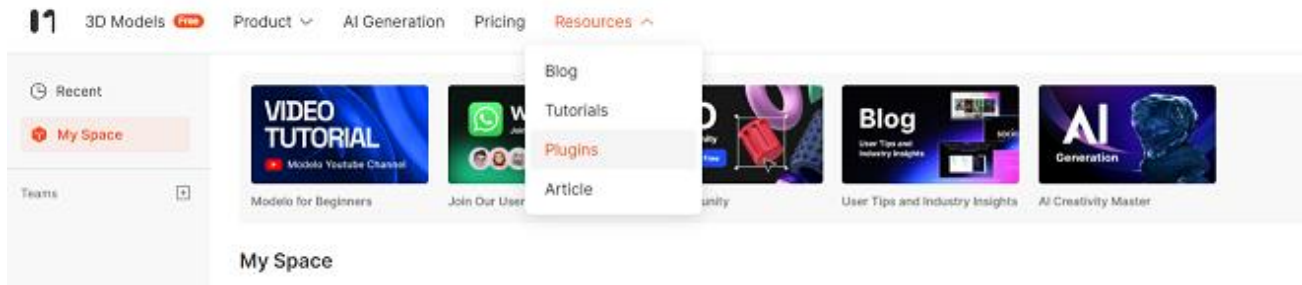 3D Models Free Product AI Generation Pricing Resources
Recent
My Space
Teams
Blog
Tutorials
Plugins
Article
VIDEO
TUTORIAL
Modelo Youtube Channel
Modelo for Beginners
W
Join Our User
O
Free
unity
Blog
User Tips and
Industry Insights
User Tips and Industry Insights
AI
Generation
AI Creativity Master
My Space